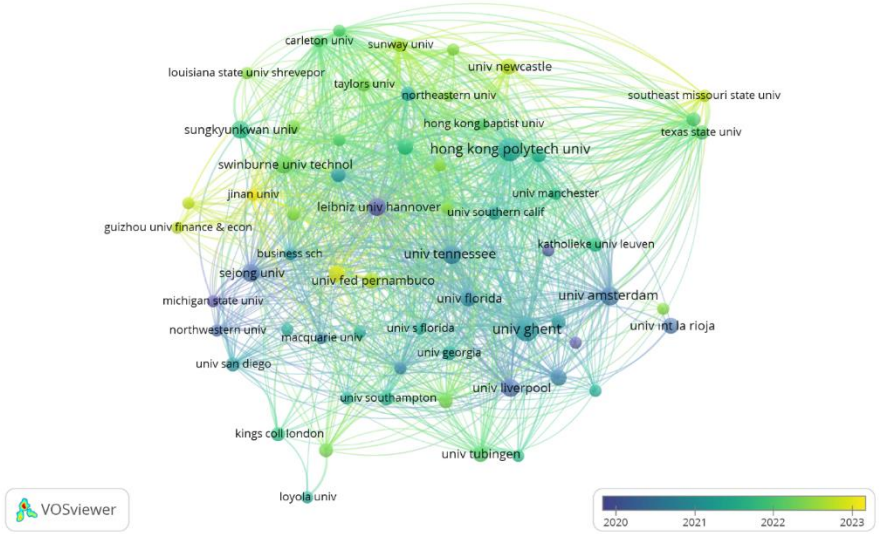 carleton univ
sunway univ
louisiana state univ shrevepor
taylors univ
univ newcastle
northeastern univ
southeast missouri state univ
sungkyunkwan univ
hong kong baptist univ
texas state univ
hong kong polytech univ
swinburne univ technol
jinan univ
leibniz univ hannover
univ manchester
univ southern calif
guizhou univ finance & econ
business sch
univ tennessee
katholieke univ leuven
sejong univ
univ fed pernambuco
michigan state univ
univ florida
univ amsterdam
northwestern univ
macquarie univ
univ s florida
univ ghent
univ int la rioja
univ san diego
univ georgia
univ southampton
univ liverpool
kings coll london
univ tubingen
loyola univ
VOSviewer
2020 2021 2022 2023